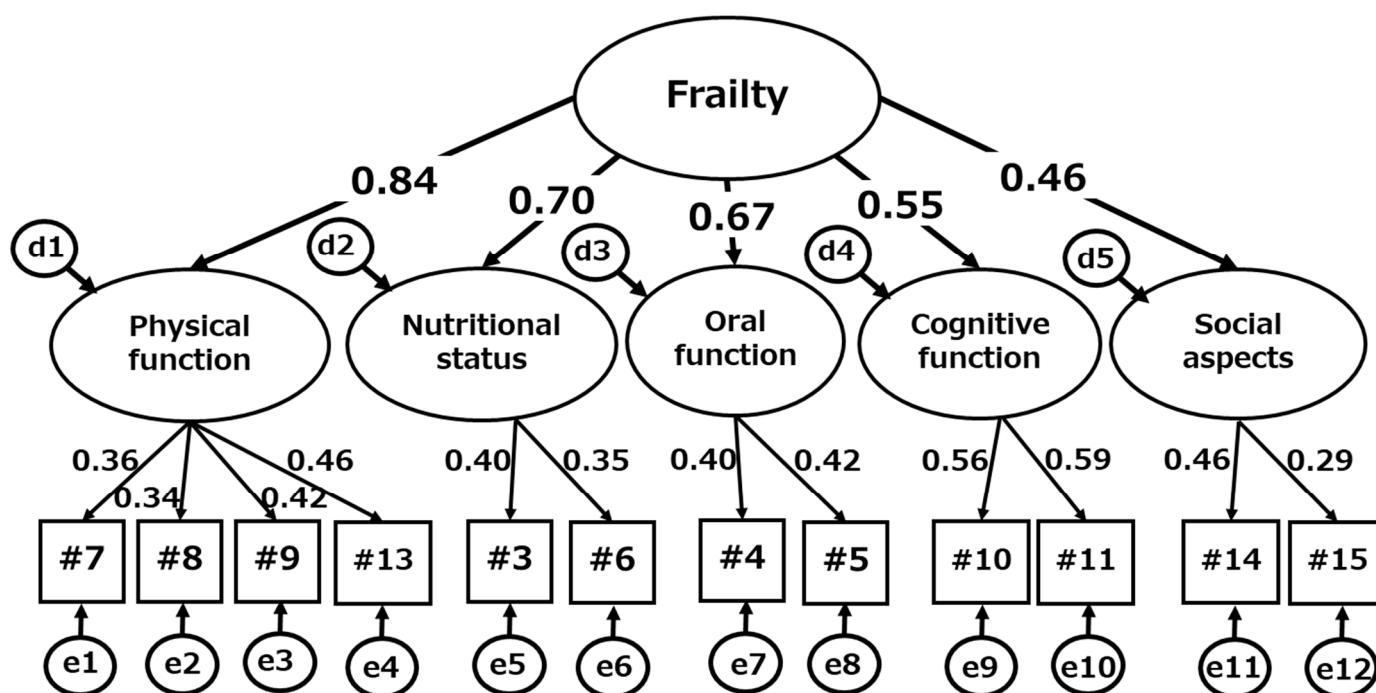 Frailty
0.84
0.70
0.67
0.55
0.46
d1
d2
d3
d4
d5
Physical
function
Nutritional
status
Oral
function
Cognitive
function
Social
aspects
0.36
0.34
0.42
0.46
0.40
0.35
0.40
0.42
0.56
0.59
0.46
0.29
#7
#8
#9
#13
#3
#6
#4
#5
#10
#11
#14
#15
e1
e2
e3
e4
e5
e6
e7
e8
e9
e10
e11
e12